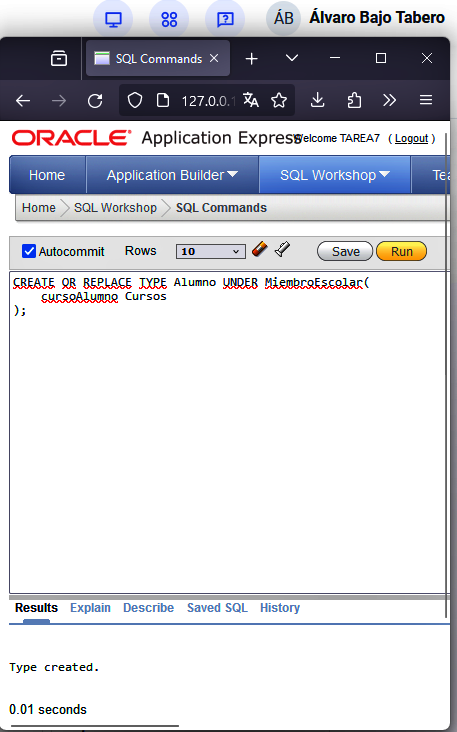 ÁB Álvaro Bajo Tabero
SQL Commands
127.0.0.1
ORACLE Application Express Welcome TAREA7 ( Logout )
Home Application Builder SQL Workshop Te
Home SQL Workshop SQL Commands
Autocommit Rows 10 Save Run
CREATE OR REPLACE TYPE Alumno UNDER MiembroEscolar(
cursoAlumno Cursos
);
Results Explain Describe Saved SQL History
Type created.
0.01 seconds